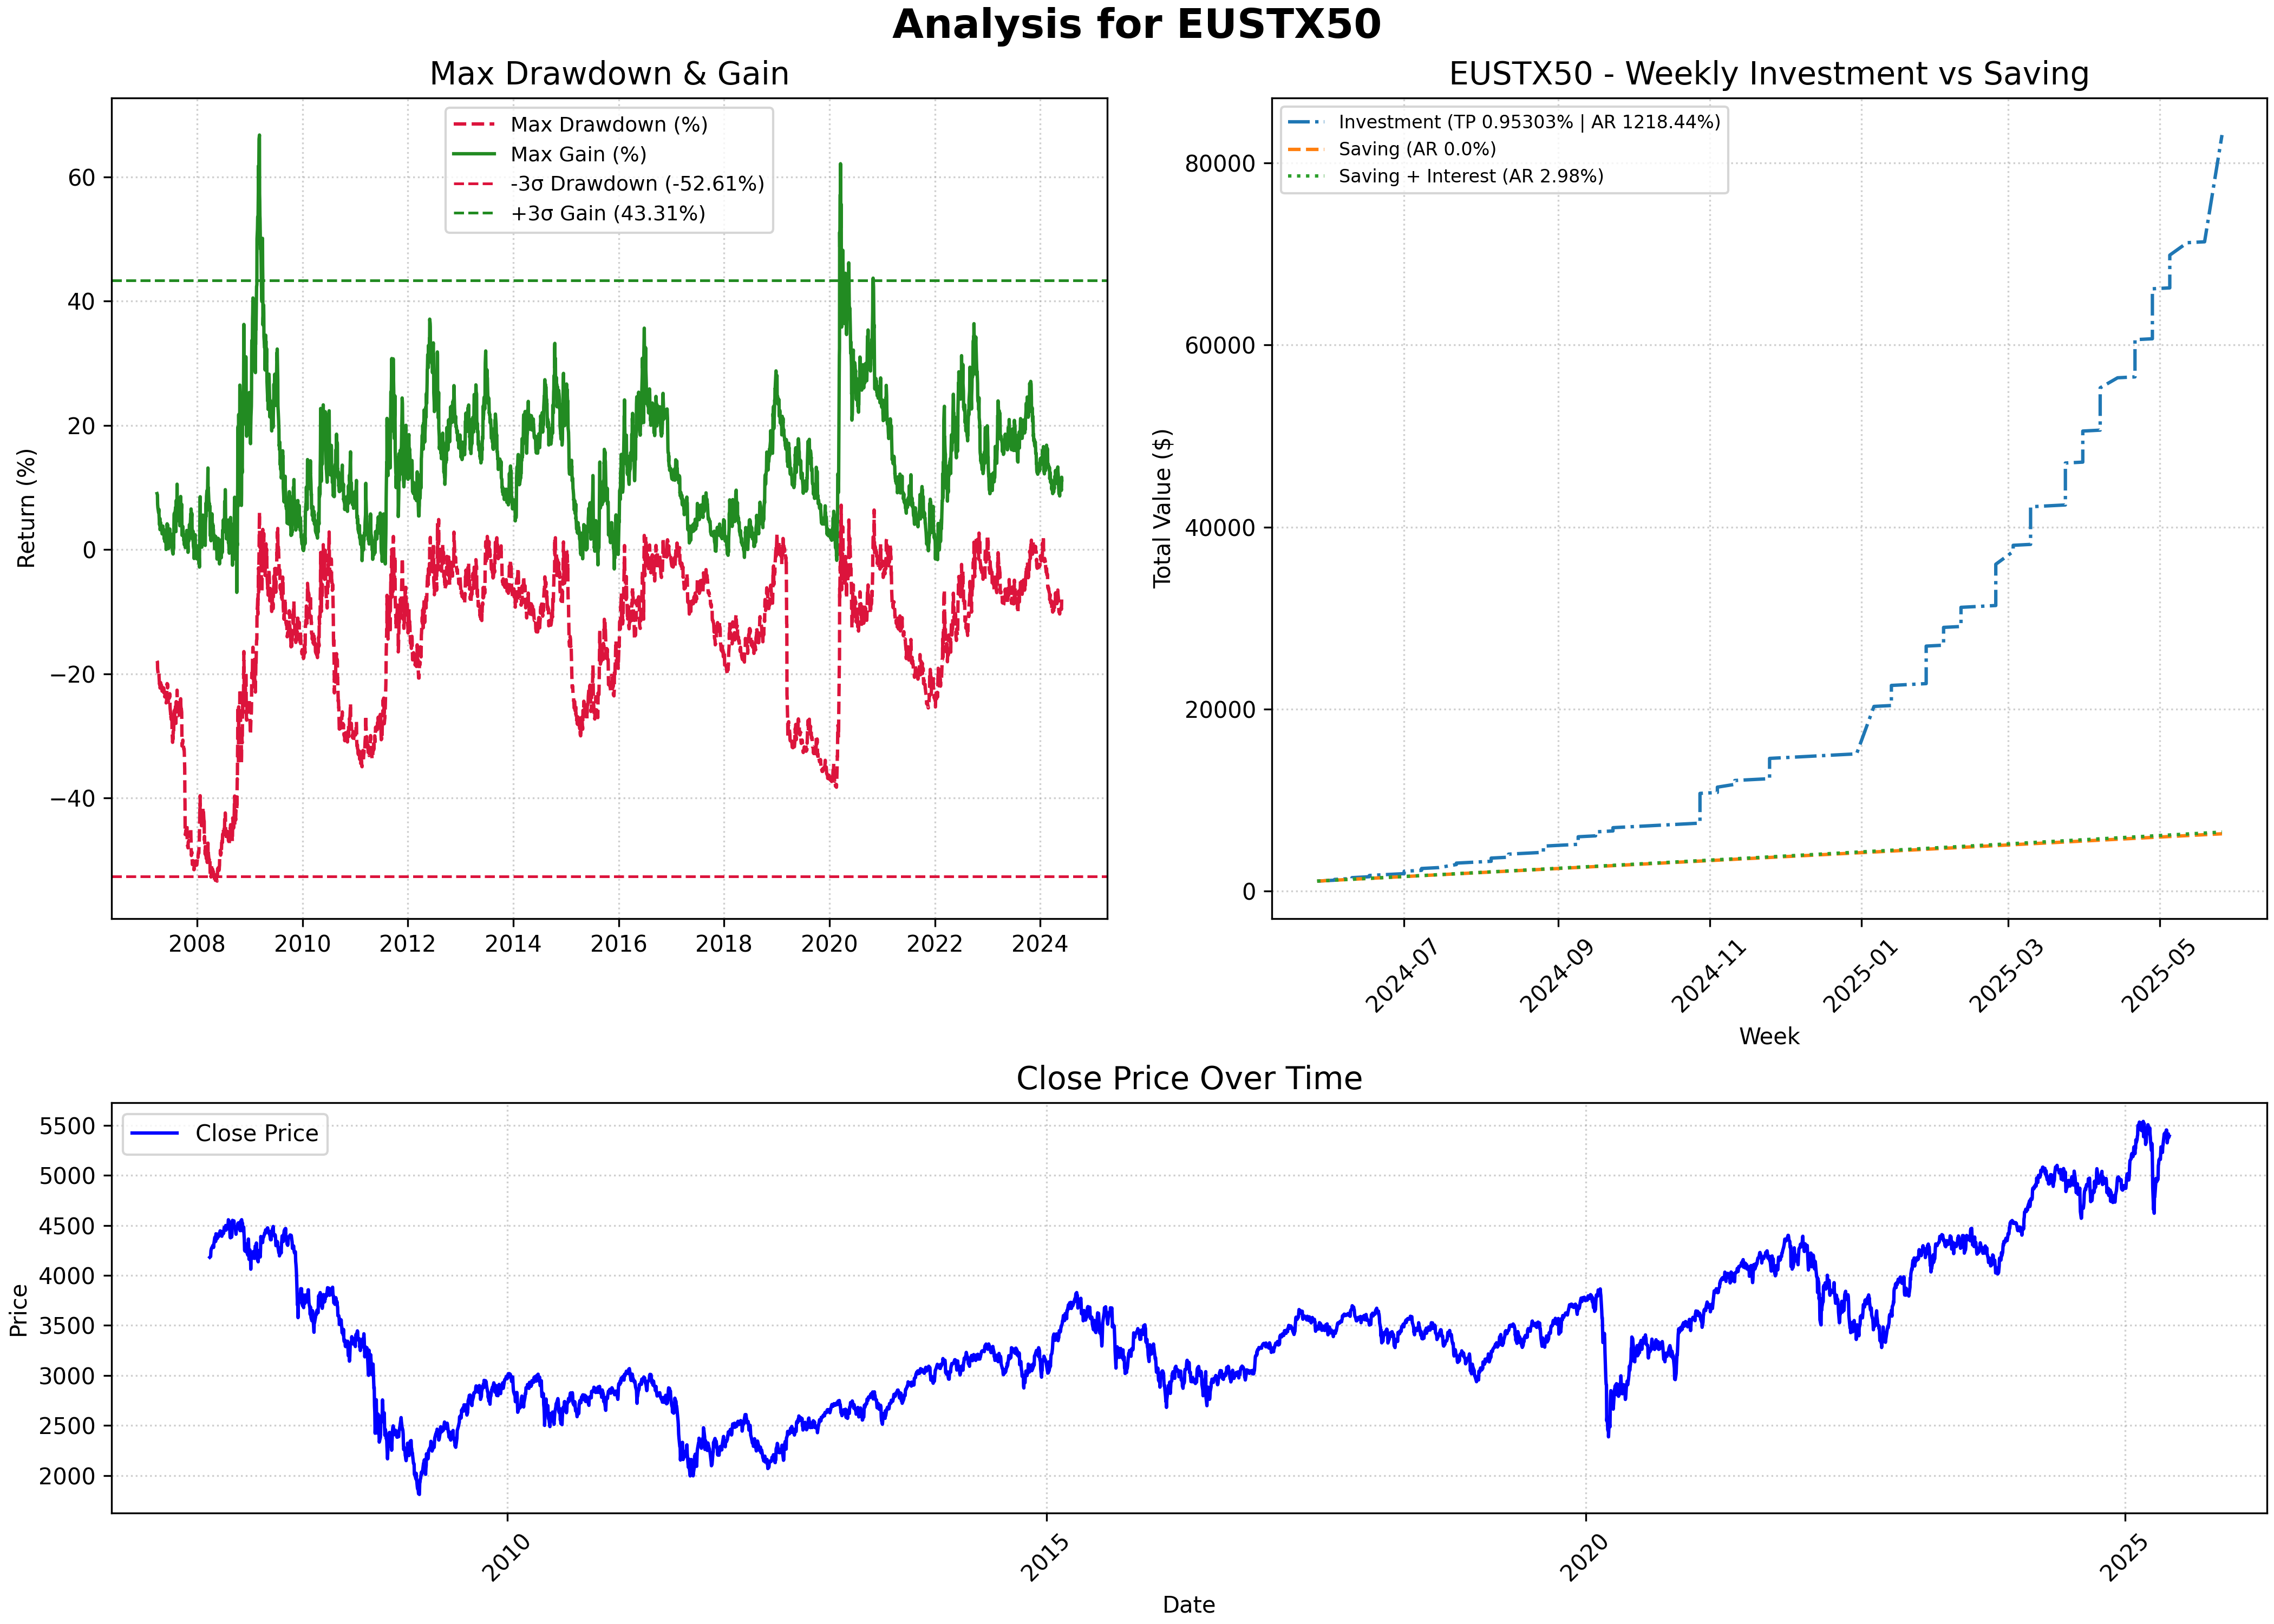 Analysis for EUSTX50
Max Drawdown & Gain
Max Drawdown (%)
Max Gain (%)
-3σ Drawdown (-52.61%)
+3σ Gain (43.31%)
Return (%)
60
40
20
0
−20
−40
2008 2010 2012 2014 2016 2018 2020 2022 2024
EUSTX50 - Weekly Investment vs Saving
Investment (TP 0.95303% | AR 1218.44%)
Saving (AR 0.0%)
Saving + Interest (AR 2.98%)
Total Value ($)
80000
60000
40000
20000
0
2024-07 2024-09 2024-11 2025-01 2025-03 2025-05
Week
Close Price Over Time
Close Price
Price
5500
5000
4500
4000
3500
3000
2500
2000
2010 2015 2020 2025
Date